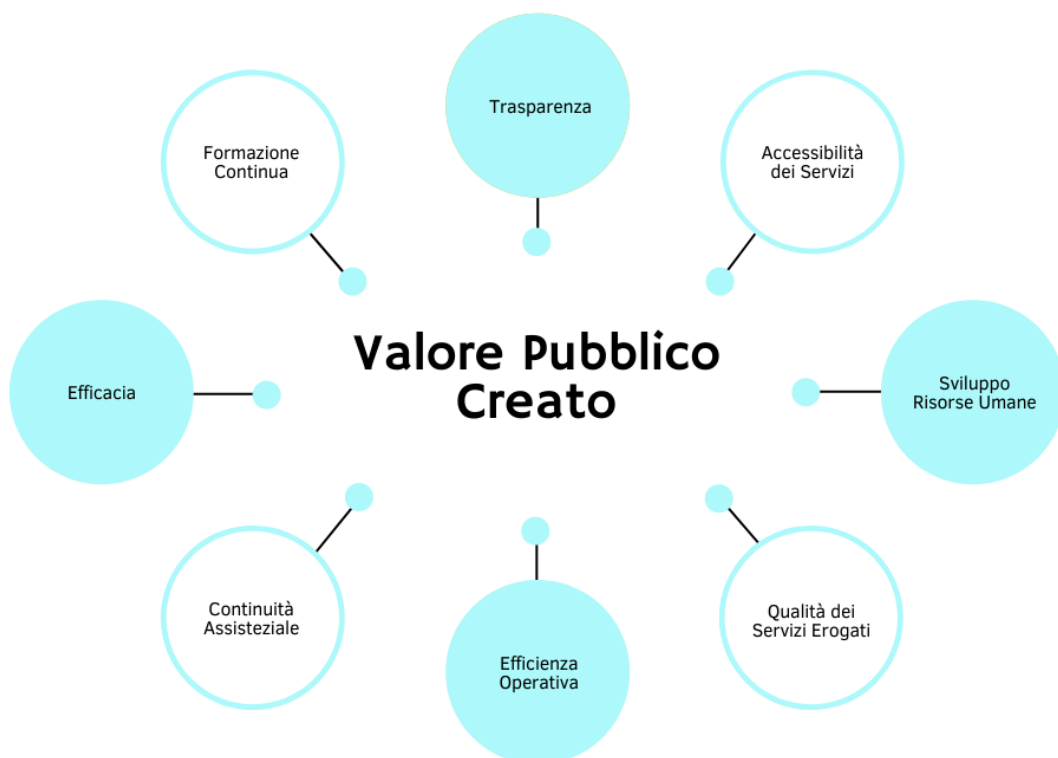 Trasparenza
Formazione
Continua
Accessibilità
dei Servizi
Valore Pubblico
Creato
Efficacia
Sviluppo
Risorse Umane
Continuità
Assisteziale
Qualità dei
Servizi Erogati
Efficienza
Operativa